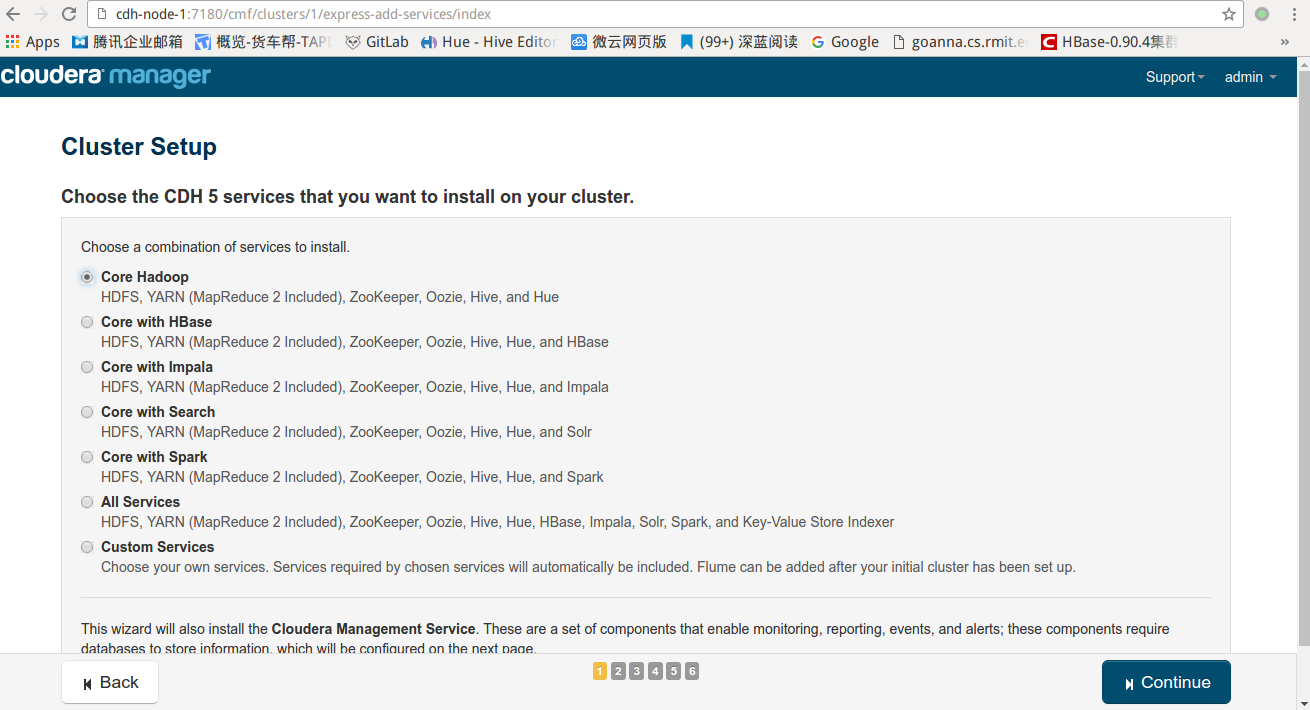 cdh-node-1:7180/cmf/clusters/1/express-add-services/index
Apps 腾讯企业邮箱 概览-货车帮-TAPD GitLab Hue - Hive Editor 微云网页版 (99+) 深蓝阅读 Google goanna.cs.rmit.e HBase-0.90.4集群 »
cloudera manager Support admin
Cluster Setup
Choose the CDH 5 services that you want to install on your cluster.
Choose a combination of services to install.
Core Hadoop
HDFS, YARN (MapReduce 2 Included), ZooKeeper, Oozie, Hive, and Hue
Core with HBase
HDFS, YARN (MapReduce 2 Included), ZooKeeper, Oozie, Hive, Hue, and HBase
Core with Impala
HDFS, YARN (MapReduce 2 Included), ZooKeeper, Oozie, Hive, Hue, and Impala
Core with Search
HDFS, YARN (MapReduce 2 Included), ZooKeeper, Oozie, Hive, Hue, and Solr
Core with Spark
HDFS, YARN (MapReduce 2 Included), ZooKeeper, Oozie, Hive, Hue, and Spark
All Services
HDFS, YARN (MapReduce 2 Included), ZooKeeper, Oozie, Hive, Hue, HBase, Impala, Solr, Spark, and Key-Value Store Indexer
Custom Services
Choose your own services. Services required by chosen services will automatically be included. Flume can be added after your initial cluster has been set up.
This wizard will also install the Cloudera Management Service. These are a set of components that enable monitoring, reporting, events, and alerts; these components require
databases to store information, which will be configured on the next page.
Back 1 2 3 4 5 6 Continue